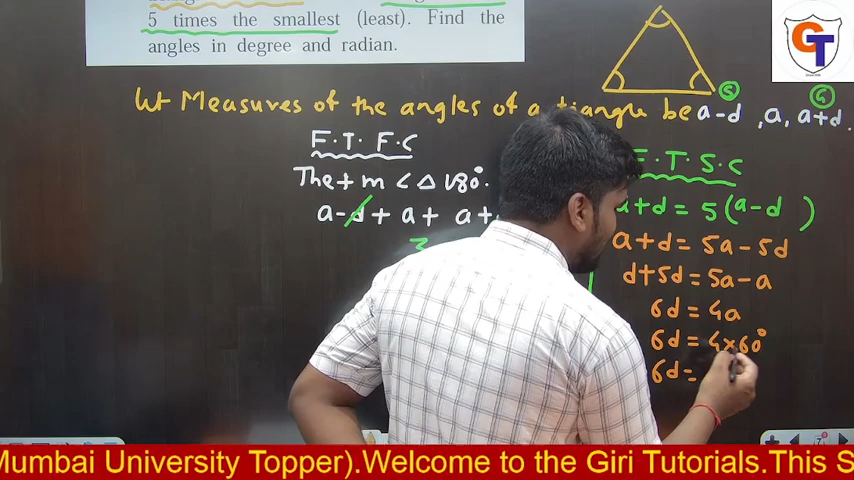 5 times the smallest (least). Find the
angles in degree and radian.
GT
Let Measures of the angles of a triangle be a-d, a, a+d.
F.T. F.C
F.T.S.C
The + m < Δ 180°.
a-d + a + a +
a+d = 5(a-d)
a+d = 5a-5d
d+5d = 5a-a
6d = 4a
6d = 4×60°
6d =
Mumbai University Topper).Welcome to the Giri Tutorials.This S